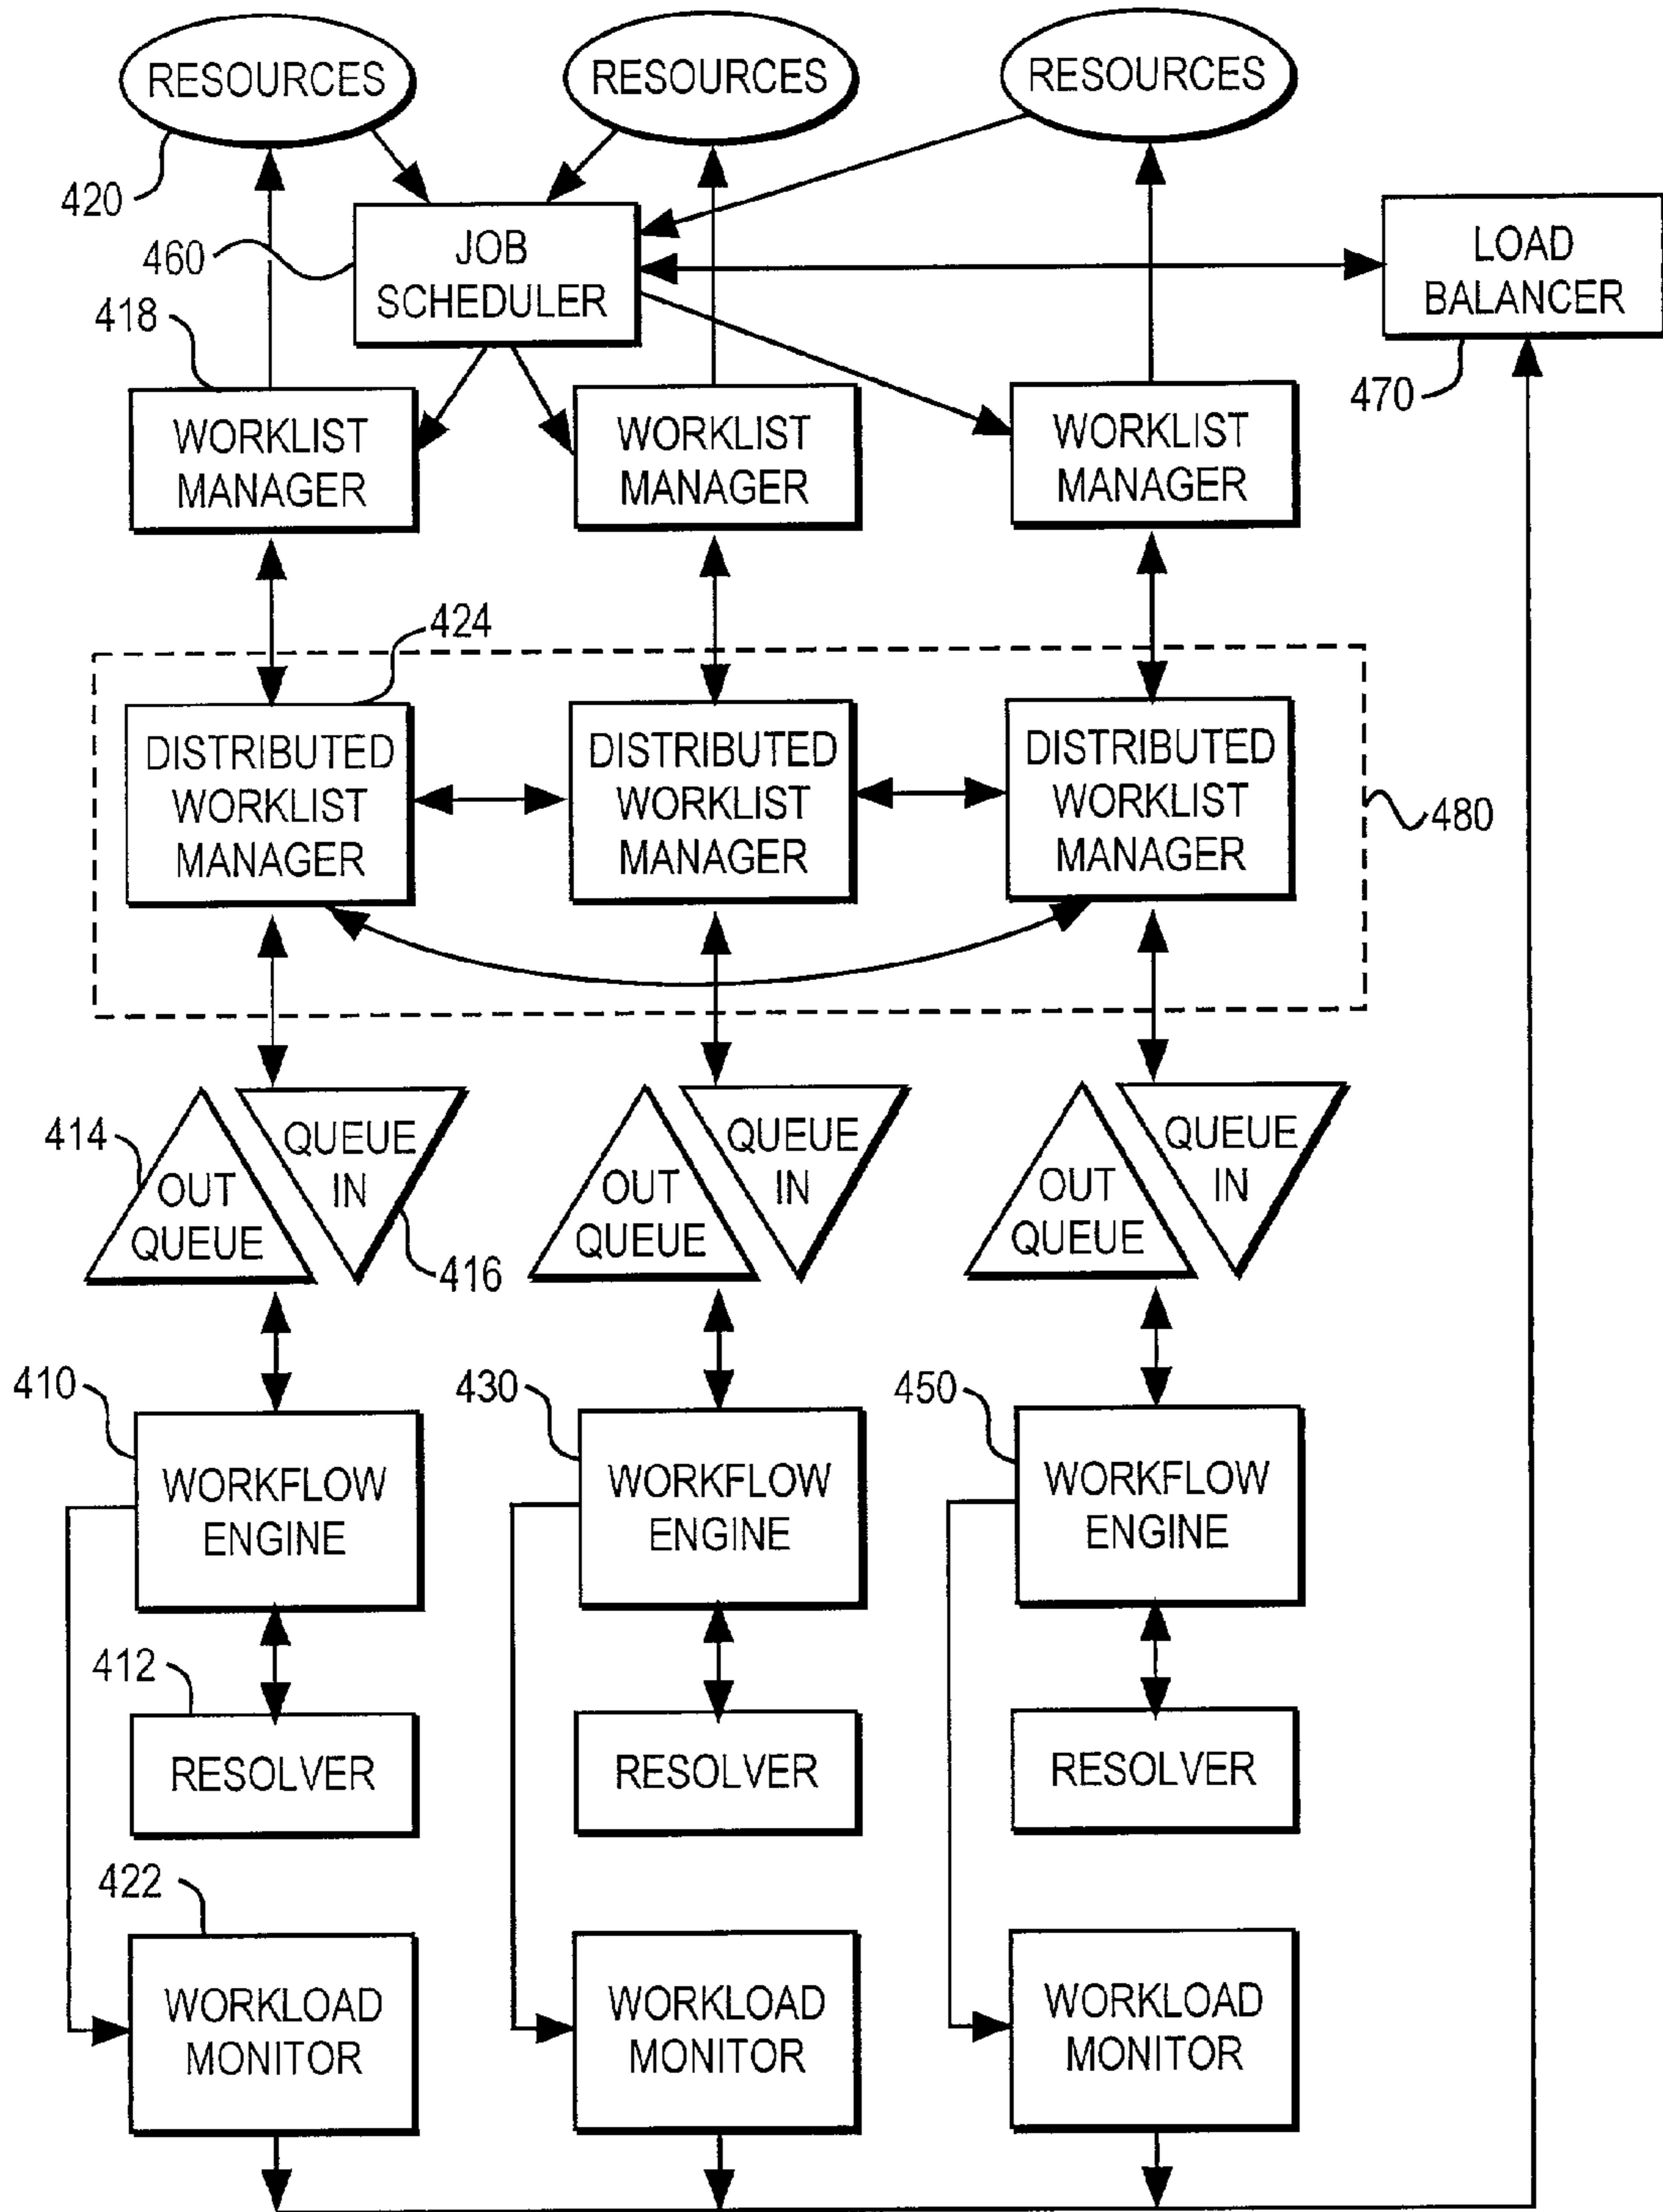 RESOURCES
RESOURCES
RESOURCES
420
460
JOB
SCHEDULER
LOAD
BALANCER
418
470
WORKLIST
MANAGER
WORKLIST
MANAGER
WORKLIST
MANAGER
424
DISTRIBUTED
WORKLIST
MANAGER
DISTRIBUTED
WORKLIST
MANAGER
DISTRIBUTED
WORKLIST
MANAGER
480
414
OUT
QUEUE
QUEUE
IN
416
OUT
QUEUE
QUEUE
IN
OUT
QUEUE
QUEUE
IN
410
430
450
WORKFLOW
ENGINE
WORKFLOW
ENGINE
WORKFLOW
ENGINE
412
RESOLVER
RESOLVER
RESOLVER
422
WORKLOAD
MONITOR
WORKLOAD
MONITOR
WORKLOAD
MONITOR